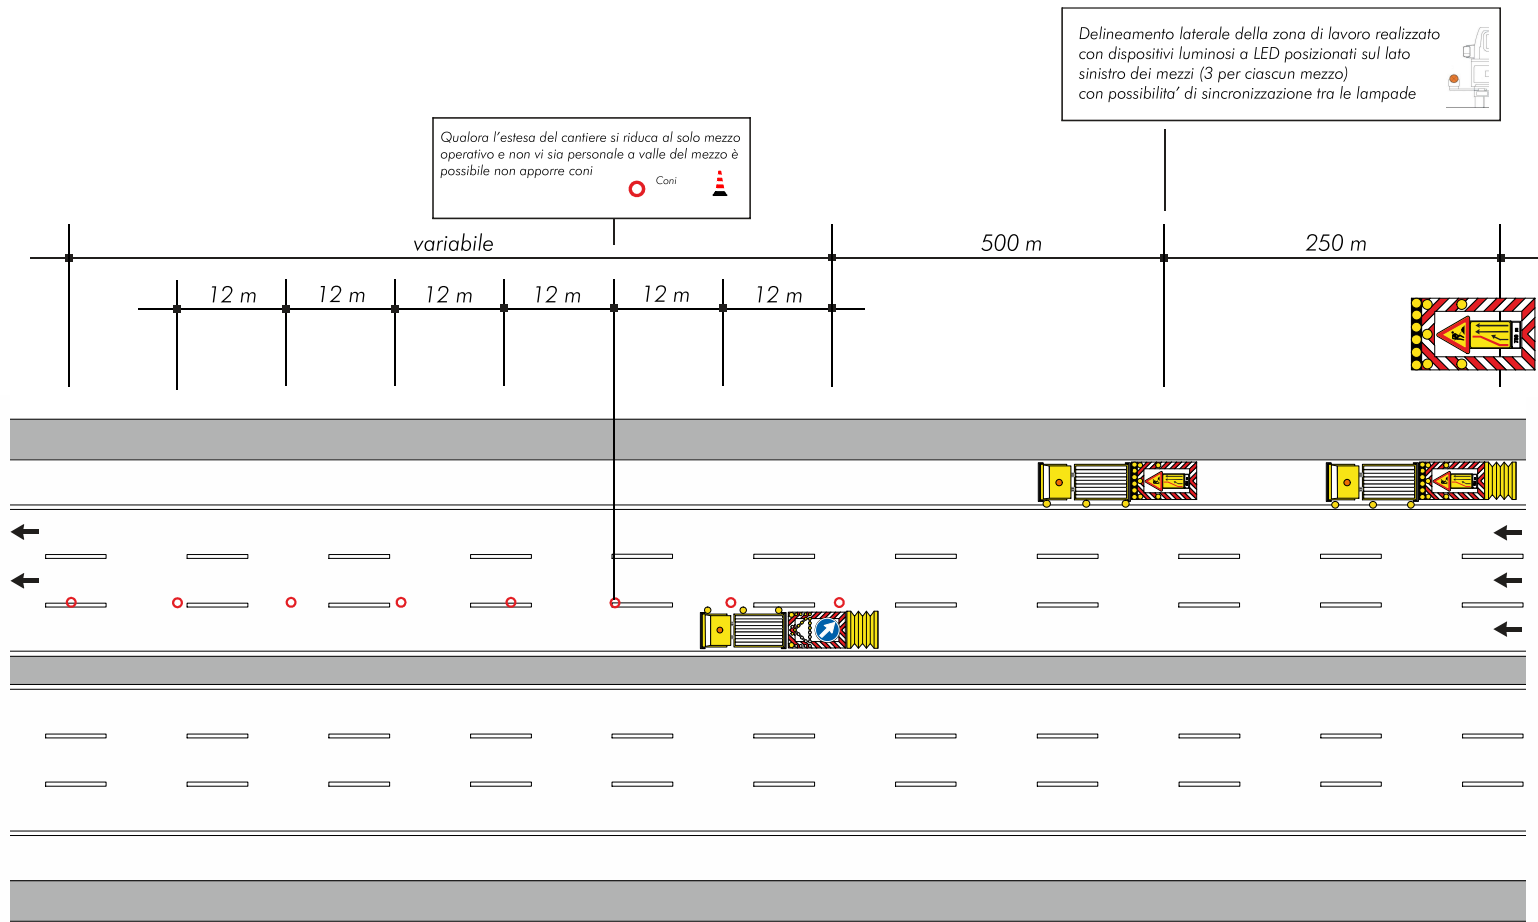 Delineamento laterale della zona di lavoro realizzato
con dispositivi luminosi a LED posizionati sul lato
sinistro dei mezzi (3 per ciascun mezzo)
con possibilita' di sincronizzazione tra le lampade
Qualora l'estesa del cantiere si riduca al solo mezzo
operativo e non vi sia personale a valle del mezzo è
possibile non apporre coni
Coni
variabile
500 m
250 m
12 m
12 m
12 m
12 m
12 m
12 m